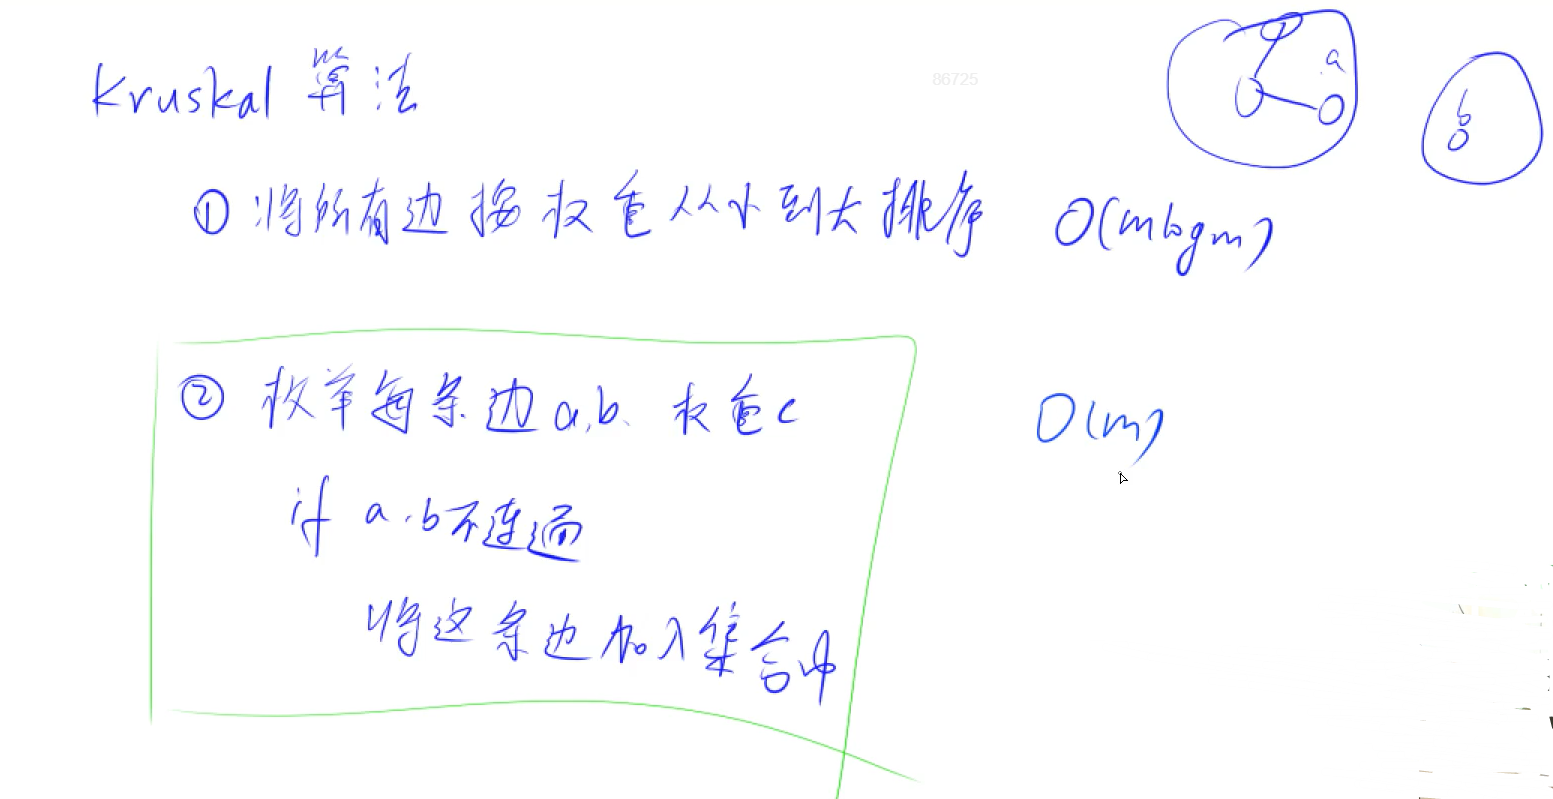 Kruskal 算法
86725
a
b
① 将所有边按权重从小到大排序 O(mlogm)
② 枚举每条边a,b、权重c O(m)
if a,b不连通
将这条边加入集合中